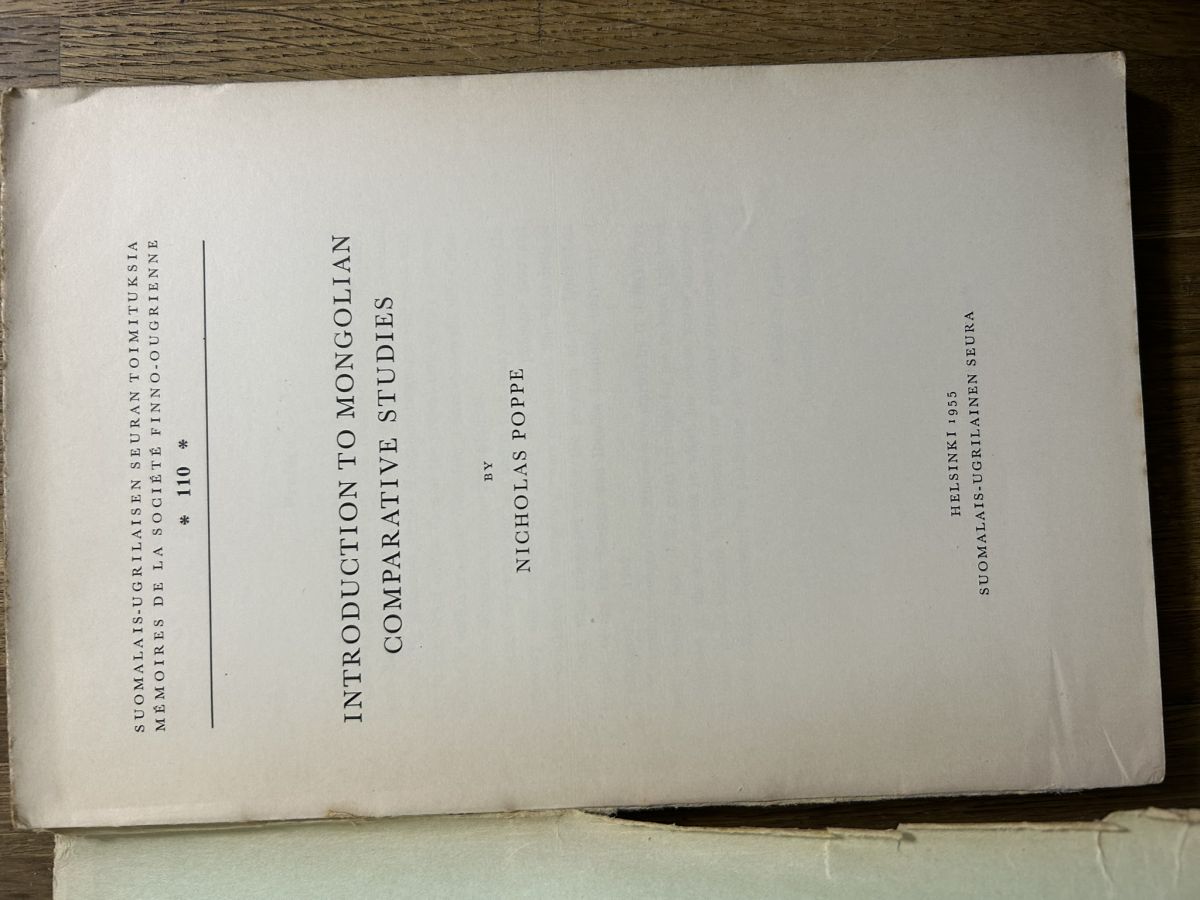 SUOMALAIS-UGRILAISEN SEURAN TOIMITUKSIA
MÉMOIRES DE LA SOCIÉTÉ FINNO-OUGRIENNE
* 110 *
INTRODUCTION TO MONGOLIAN
COMPARATIVE STUDIES
BY
NICHOLAS POPPE
HELSINKI 1955
SUOMALAIS-UGRILAINEN SEURA